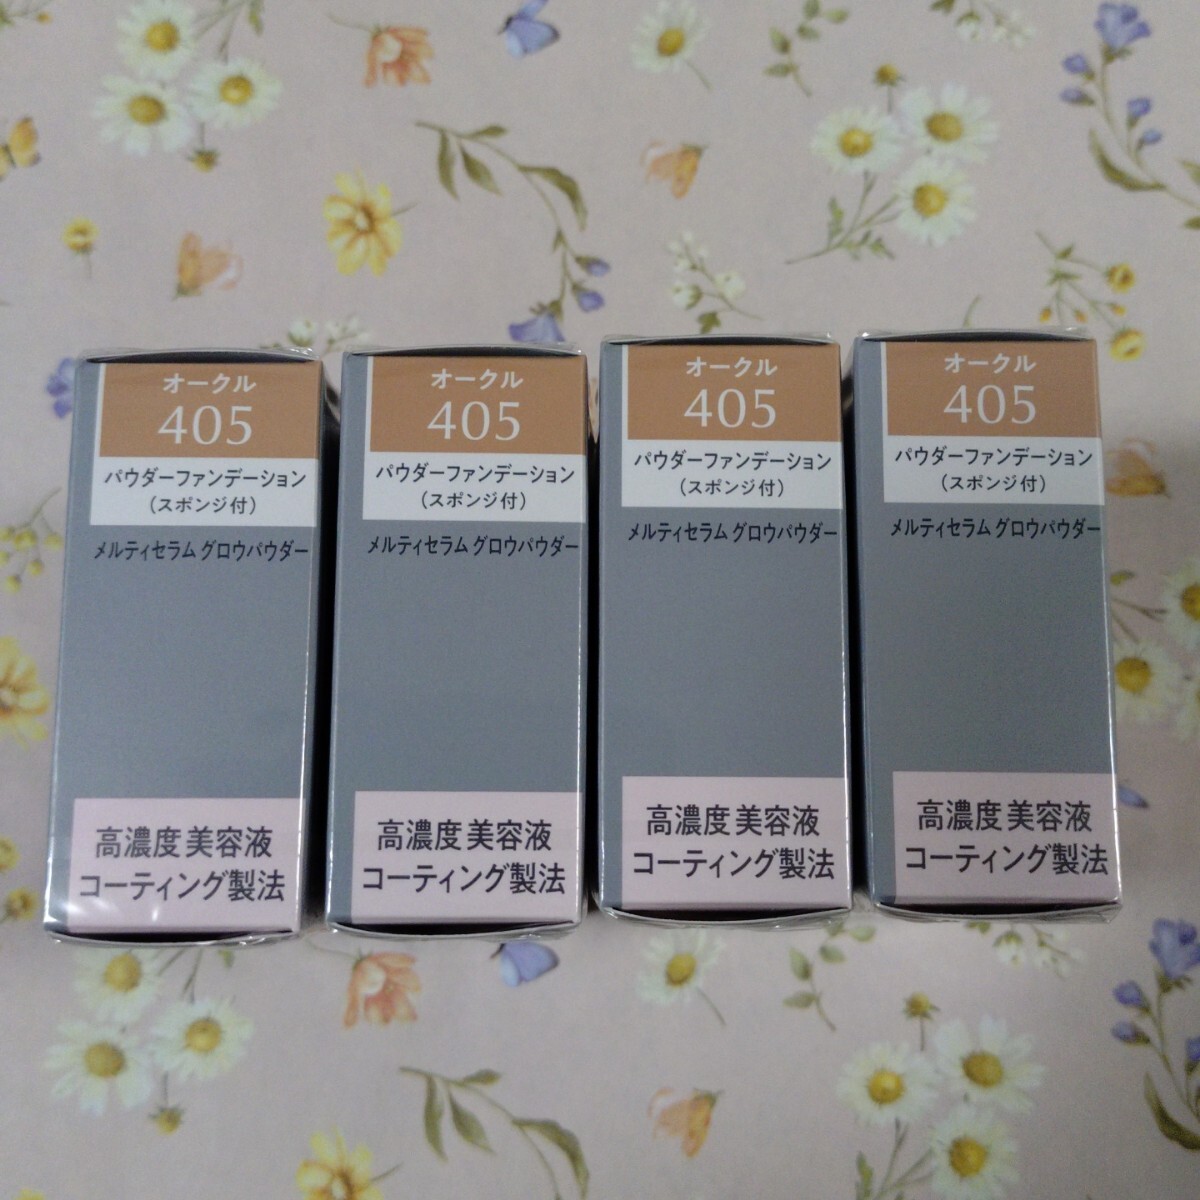 オークル
405
パウダーファンデーション
（スポンジ付）
メルティセラム グロウパウダー
高濃度美容液
コーティング製法
オークル
405
パウダーファンデーション
（スポンジ付）
メルティセラム グロウパウダー
高濃度美容液
コーティング製法
オークル
405
パウダーファンデーション
（スポンジ付）
メルティセラム グロウパウダー
高濃度美容液
コーティング製法
オークル
405
パウダーファンデーション
（スポンジ付）
メルティセラム グロウパウダー
高濃度美容液
コーティング製法